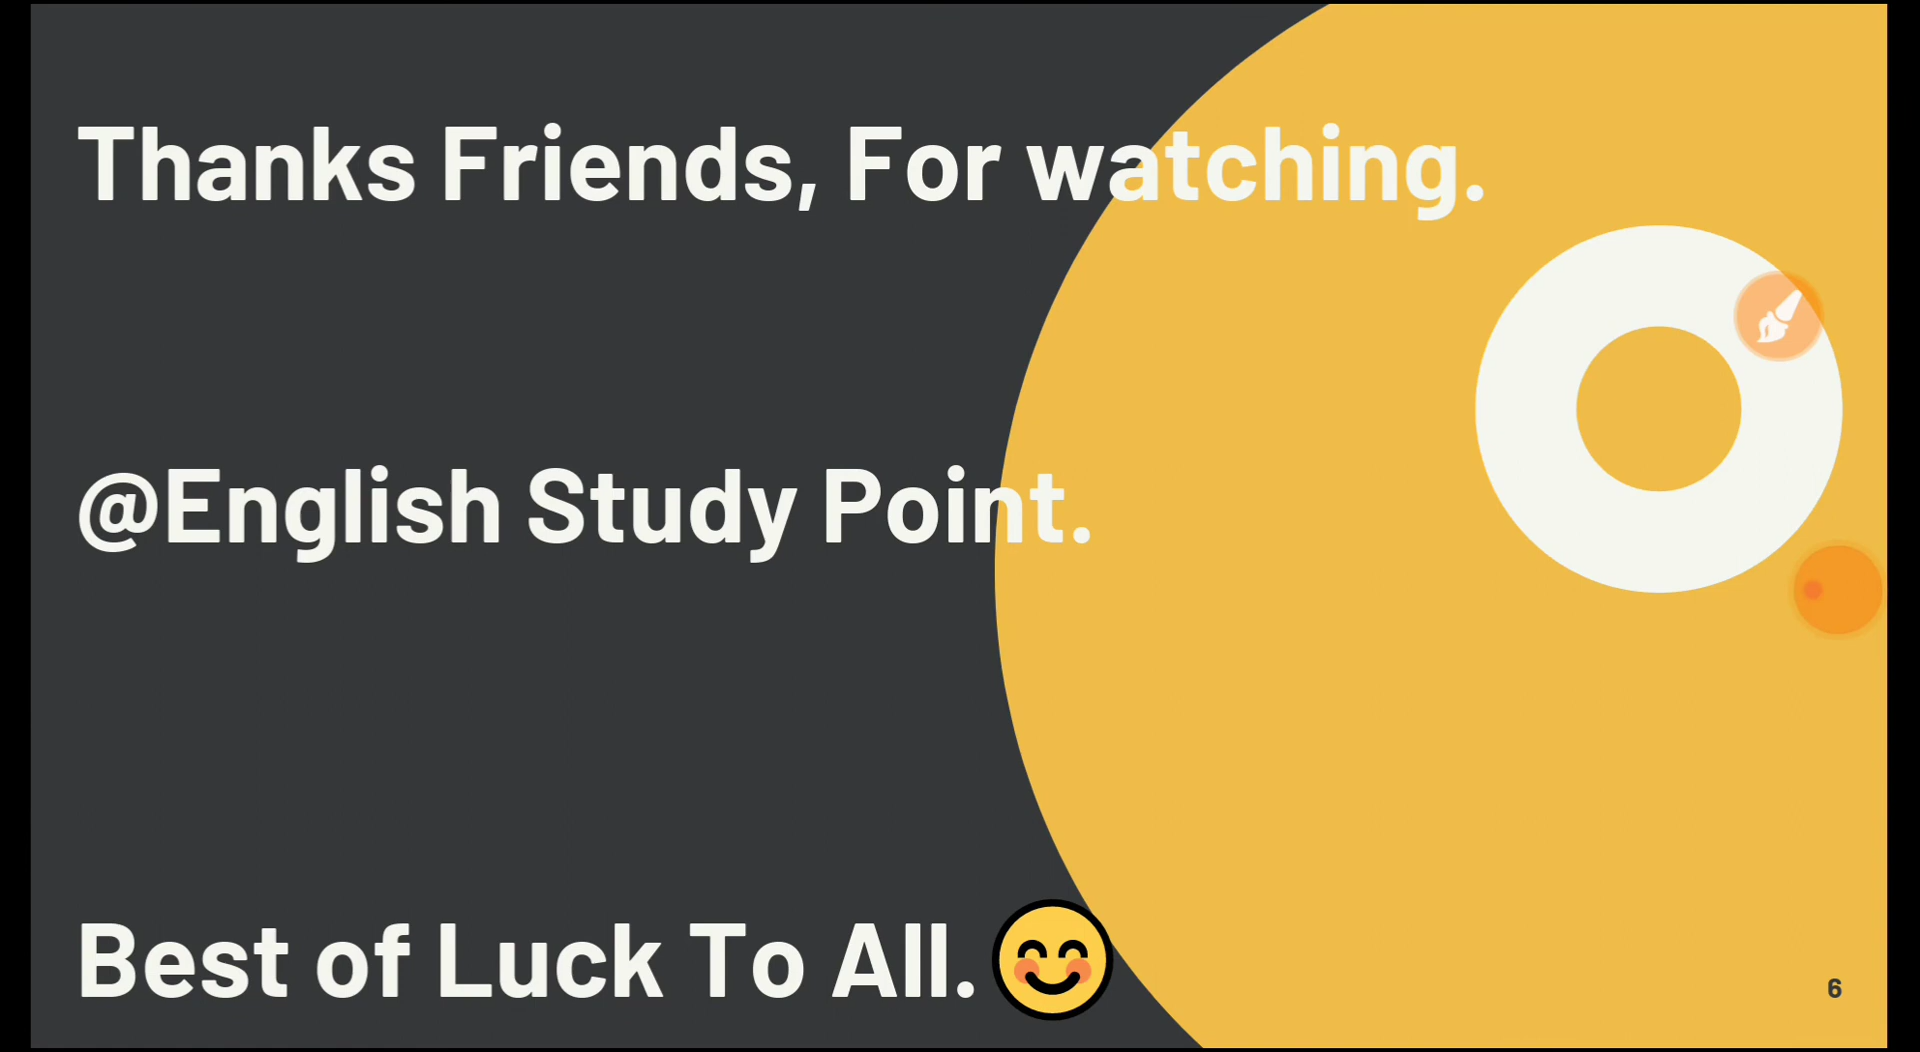 Thanks Friends, For watching.
@English Study Point.
Best of Luck To All.😊
6